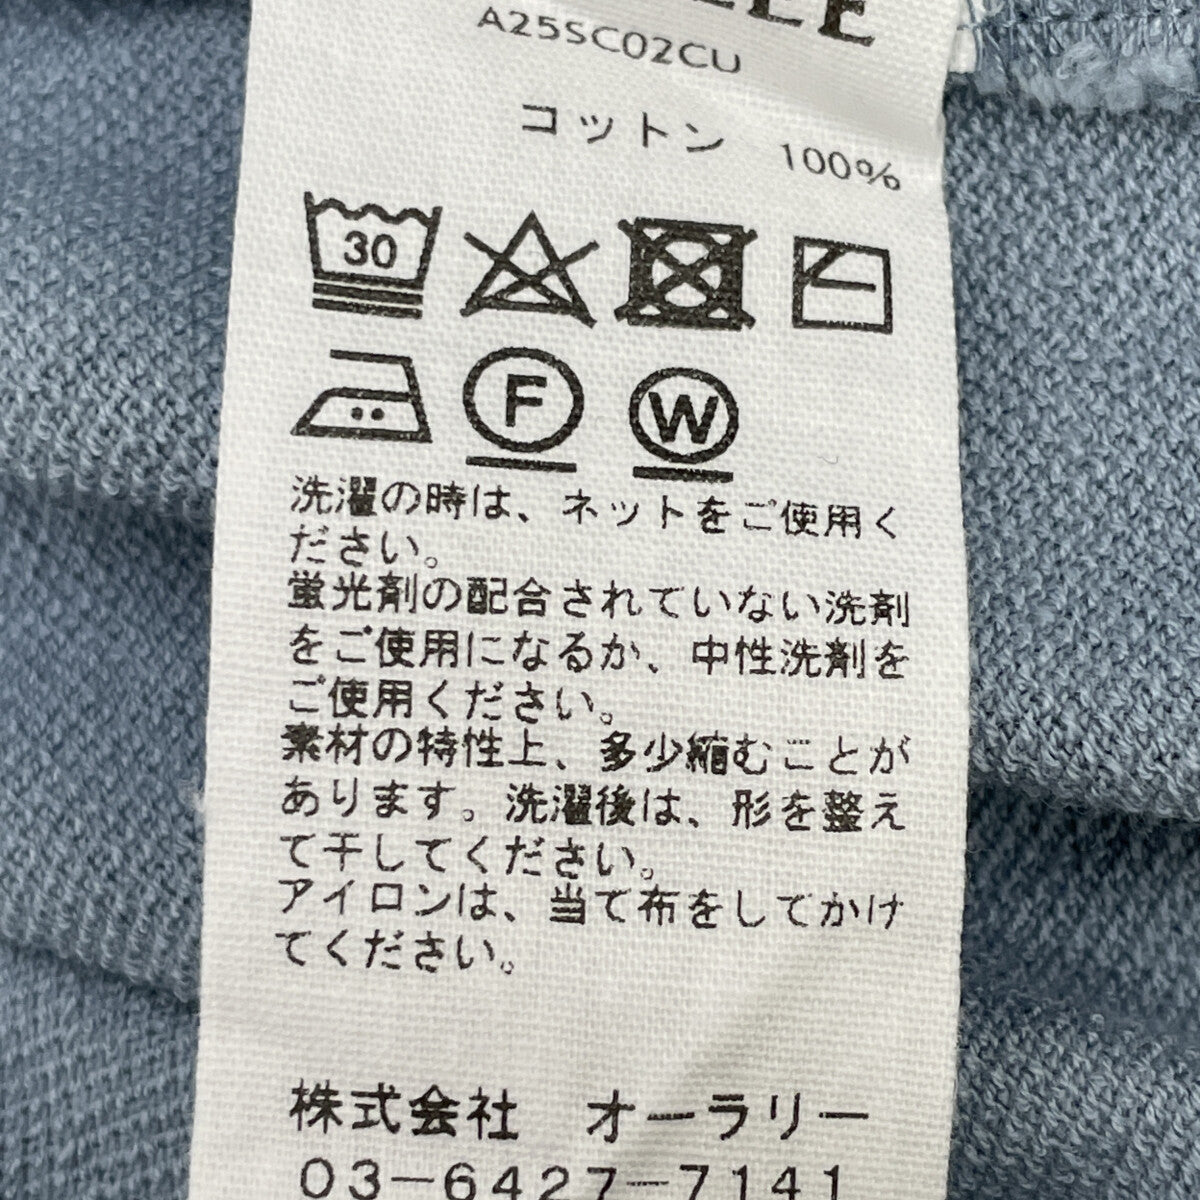 A25SC02CU
コットン 100%
30
F W
洗濯の時は、ネットをご使用く
ださい。
蛍光剤の配合されていない洗剤
をご使用になるか、中性洗剤を
ご使用ください。
素材の特性上、多少縮むことが
あります。洗濯後は、形を整え
て干してください。
アイロンは、当て布をしてかけ
てください。
株式会社 オーラリー
03-6427-7141